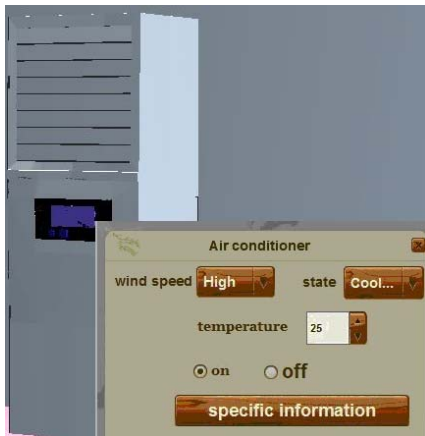 Air conditioner
wind speed High state Cool...
temperature 25
on off
specific information